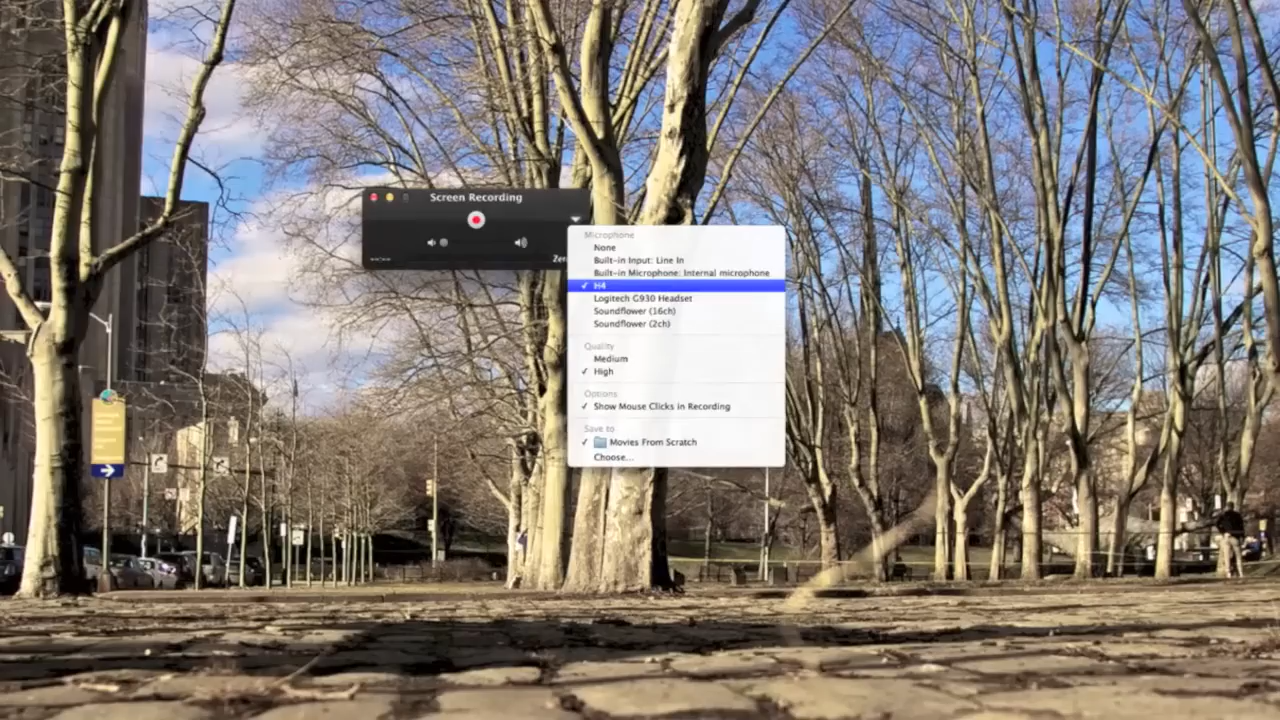 Screen Recording
Zer
Microphone
None
Built-in Input: Line In
Built-in Microphone: Internal microphone
✓ H4
Logitech G930 Headset
Soundflower (16ch)
Soundflower (2ch)
Quality
Medium
✓ High
Options
✓ Show Mouse Clicks in Recording
Save to
✓ Movies From Scratch
Choose...